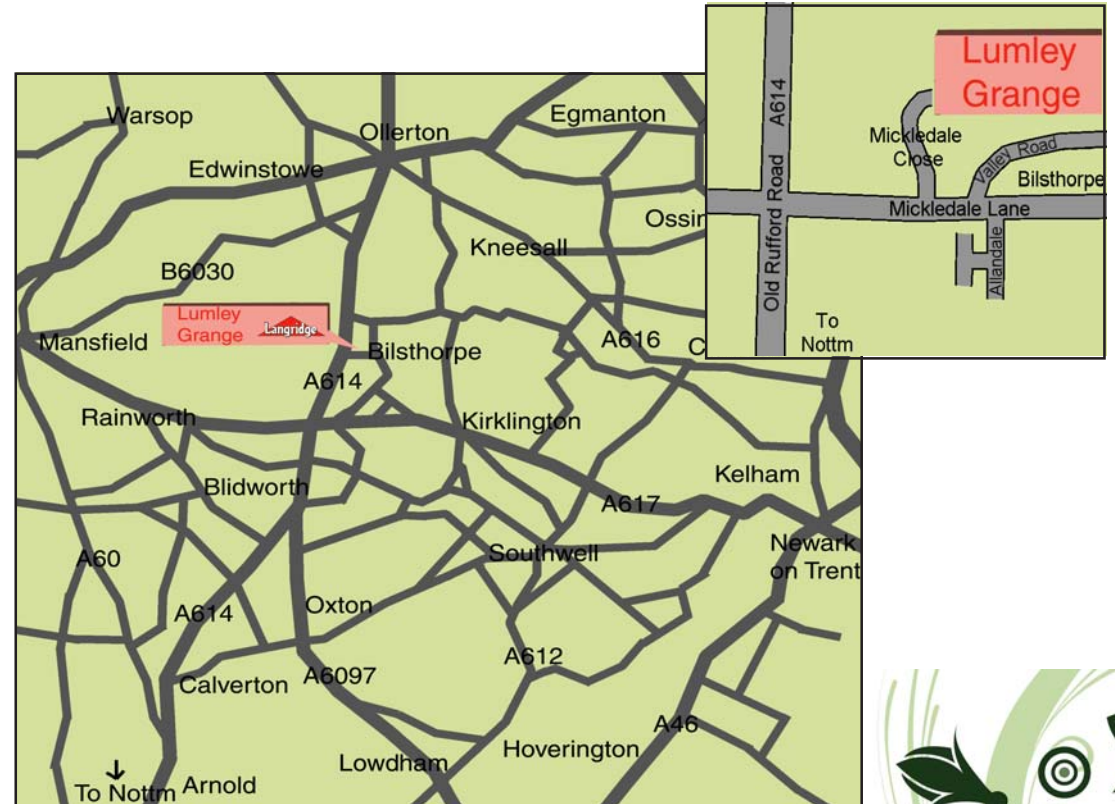 Lumley
Grange
A614
Mickledale
Close
Valley Road
Bilsthorpe
Mickledale Lane
Old Rufford Road
Allandale
To
Nottm
Warsop
Egmanton
Ollerton
Edwinstowe
Ossin
Kneesall
B6030
Lumley
Grange
Langridge
Mansfield
Bilsthorpe
A616
C
A614
Rainworth
Kirklington
Kelham
Blidworth
A617
Newark
on Trent
Southwell
A60
A614
Oxton
A612
Calverton
A6097
A46
Hoverington
Lowdham
To Nottm
Arnold